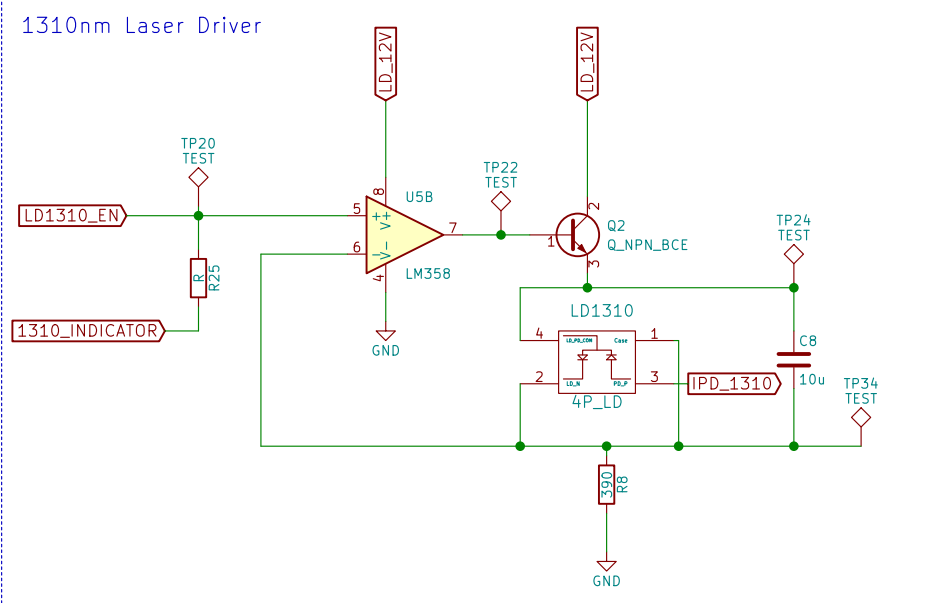 1310nm Laser Driver
LD_12V
LD_12V
TP20
TEST
TP22
TEST
8
U5B
LD1310_EN
5
+
V+
7
2
Q2
Q_NPN_BCE
1
3
TP24
TEST
6
-
V-
4
LM358
R
R25
1310_INDICATOR
GND
LD1310
4
LD_PD_COM
Case
1
C8
10u
2
LD_N
PD_P
3
IPD_1310
4P_LD
TP34
TEST
390
R8
GND